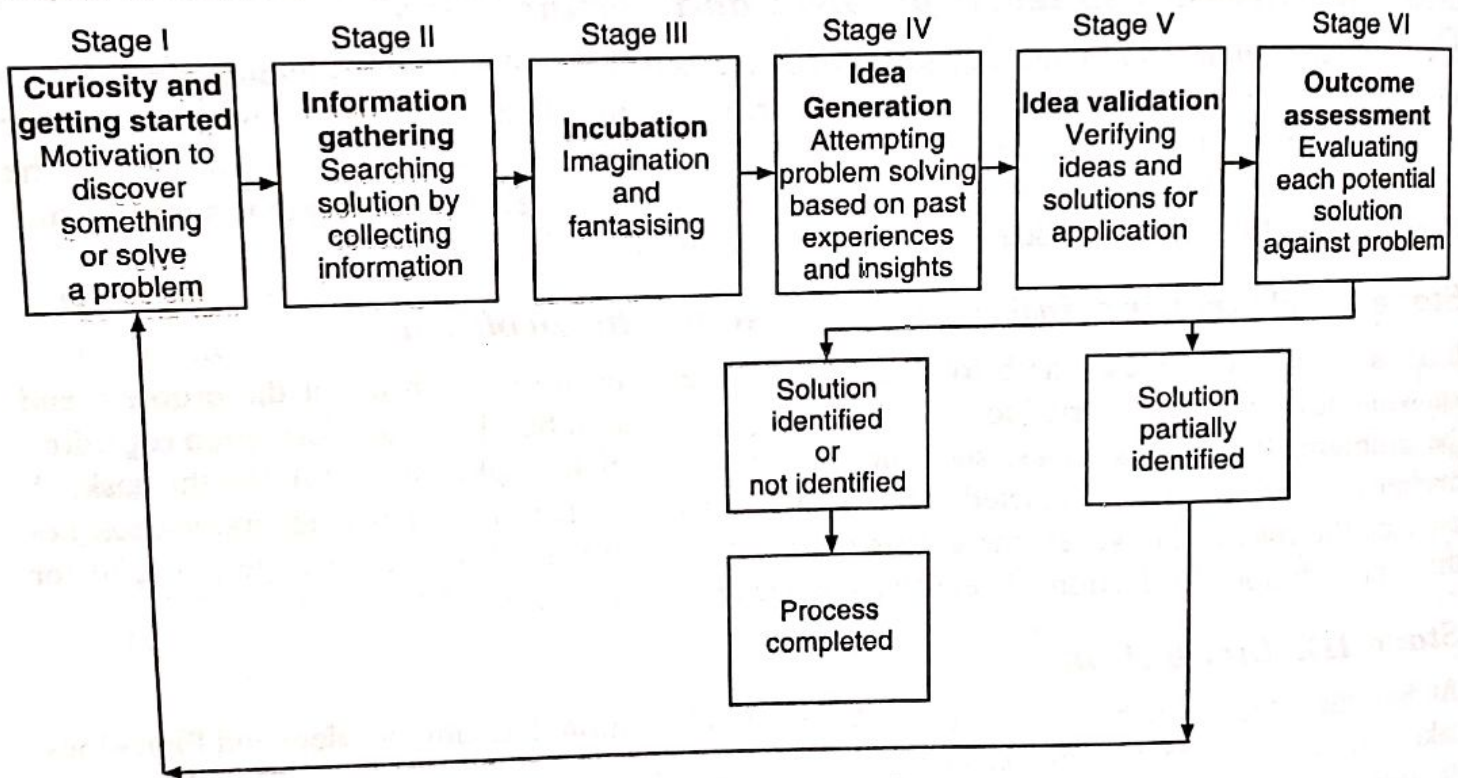 Stage I
Curiosity and
getting started
Motivation to
discover
something
or solve
a problem
Stage II
Information
gathering
Searching
solution by
collecting
information
Stage III
Incubation
Imagination
and
fantasising
Stage IV
Idea
Generation
Attempting
problem solving
based on past
experiences
and insights
Stage V
Idea validation
Verifying
ideas and
solutions for
application
Stage VI
Outcome
assessment
Evaluating
each potential
solution
against problem
Solution
identified
or
not identified
Solution
partially
identified
Process
completed